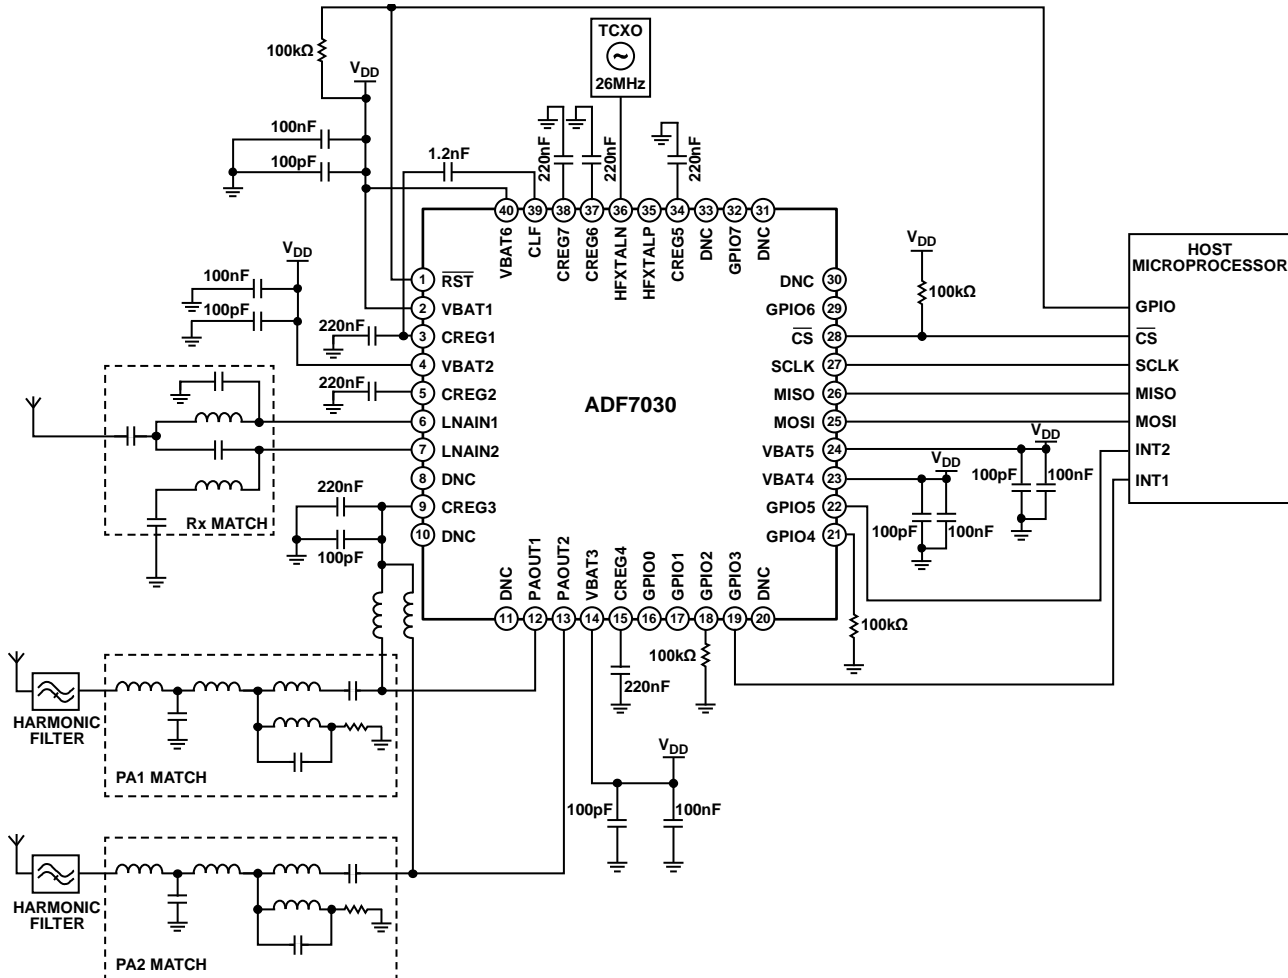 TCXO
26MHz
100kΩ
VDD
100nF
100pF
1.2nF
220nF
220nF
220nF
40
39
38
37
36
35
34
33
32
31
VBAT6
CLF
CREG7
CREG6
HFXTALN
HFXTALP
CREG5
DNC
GPIO7
DNC
VDD
100nF
100pF
220nF
220nF
1
RST
2
VBAT1
3
CREG1
4
VBAT2
5
CREG2
6
LNAIN1
7
LNAIN2
8
DNC
9
CREG3
10
DNC
ADF7030
DNC
30
GPIO6
29
CS
28
SCLK
27
MISO
26
MOSI
25
VBAT5
24
VBAT4
23
GPIO5
22
GPIO4
21
VDD
100kΩ
HOST
MICROPROCESSOR
GPIO
CS
SCLK
MISO
MOSI
INT2
INT1
VDD
100pF
100nF
VDD
100pF
100nF
100kΩ
Rx MATCH
220nF
100pF
DNC
PAOUT1
PAOUT2
VBAT3
CREG4
GPIO0
GPIO1
GPIO2
GPIO3
DNC
11
12
13
14
15
16
17
18
19
20
100kΩ
220nF
VDD
100pF
100nF
HARMONIC
FILTER
PA1 MATCH
HARMONIC
FILTER
PA2 MATCH